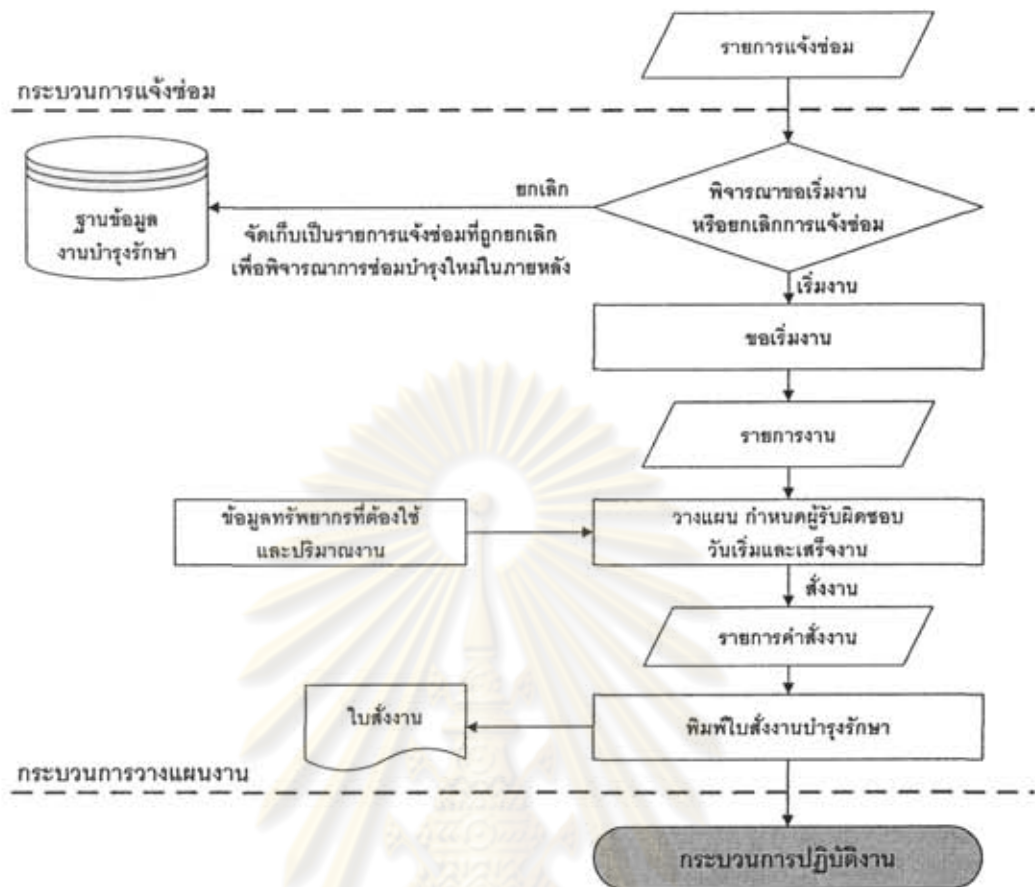 รายการแจ้งซ่อม
กระบวนการแจ้งซ่อม
พิจารณาขอเริ่มงาน
หรือยกเลิกการแจ้งซ่อม
ยกเลิก
จัดเก็บเป็นรายการแจ้งซ่อมที่ถูกยกเลิก
เพื่อพิจารณาการซ่อมบำรุงใหม่ในภายหลัง
ฐานข้อมูล
งานบำรุงรักษา
เริ่มงาน
ขอเริ่มงาน
รายการงาน
ข้อมูลทรัพยากรที่ต้องใช้
และปริมาณงาน
วางแผน กำหนดผู้รับผิดชอบ
วันเริ่มและเสร็จงาน
สั่งงาน
รายการคำสั่งงาน
พิมพ์ใบสั่งงานบำรุงรักษา
ใบสั่งงาน
กระบวนการวางแผนงาน
กระบวนการปฏิบัติงาน